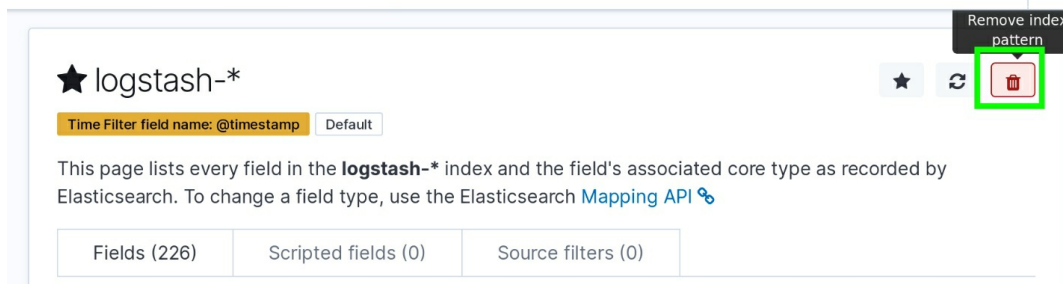 Remove index
pattern
logstash-*
Time Filter field name: @timestamp Default
This page lists every field in the logstash-* index and the field's associated core type as recorded by
Elasticsearch. To change a field type, use the Elasticsearch Mapping API
Fields (226) Scripted fields (0) Source filters (0)